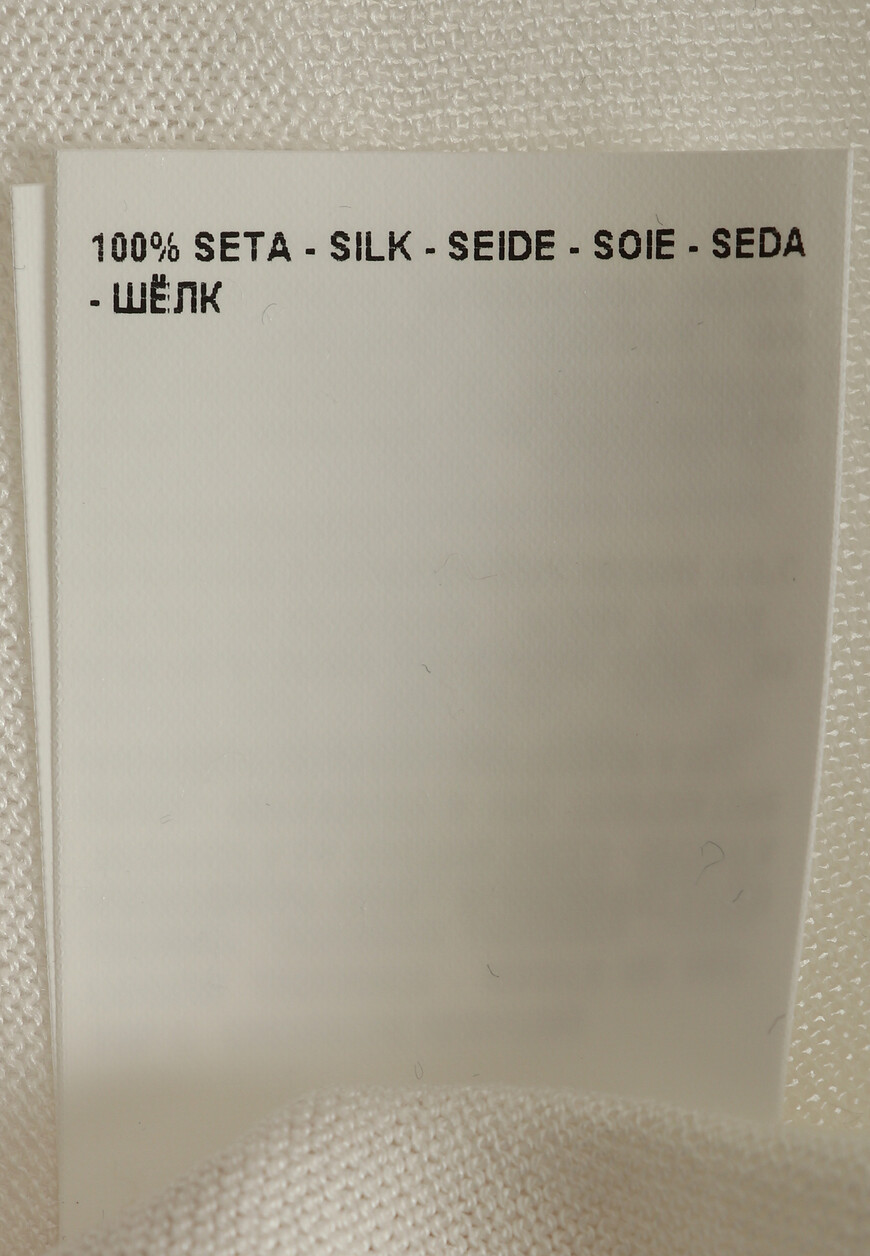 100% SETA - SILK - SEIDE - SOIE - SEDA
- ШЁЛК